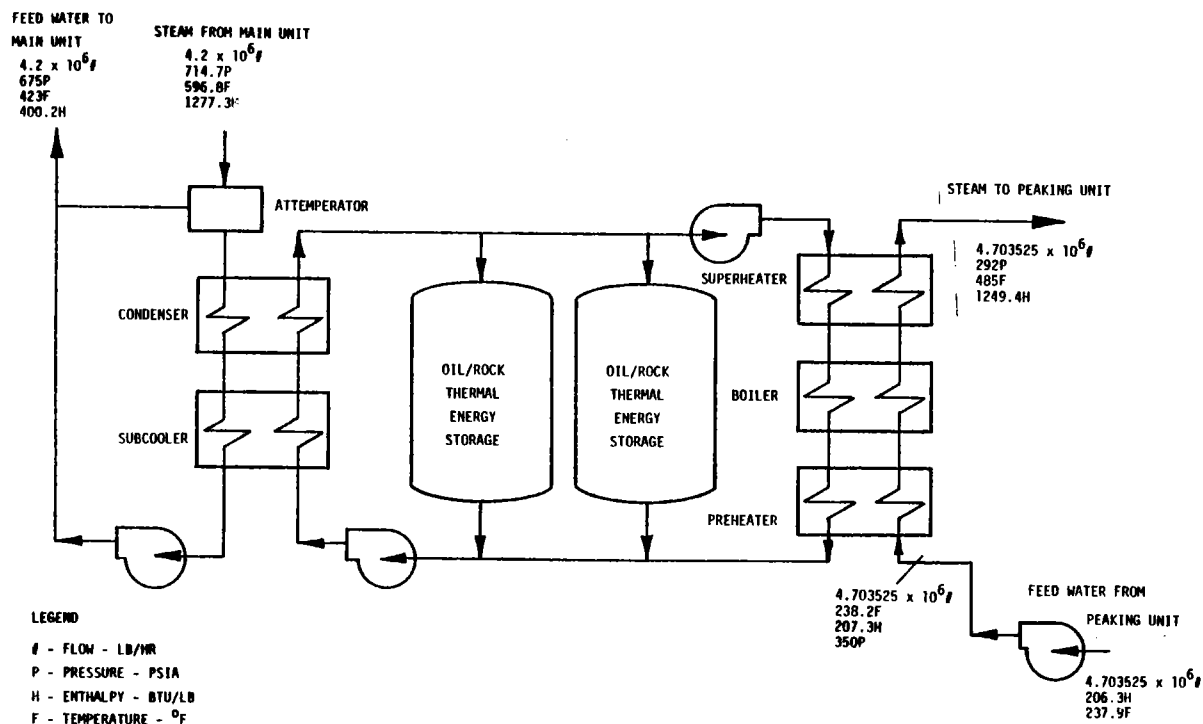 FEED WATER TO
MAIN UNIT
4.2 x 10⁶#
675P
423F
400.2H
STEAM FROM MAIN UNIT
4.2 x 10⁶#
714.7P
596.8F
1277.3H
ATTEMPERATOR
CONDENSER
SUBCOOLER
OIL/ROCK
THERMAL
ENERGY
STORAGE
OIL/ROCK
THERMAL
ENERGY
STORAGE
SUPERHEATER
BOILER
PREHEATER
STEAM TO PEAKING UNIT
4.703525 x 10⁶#
292P
485F
1249.4H
4.703525 x 10⁶#
238.2F
207.3H
350P
FEED WATER FROM
PEAKING UNIT
4.703525 x 10⁶#
206.3H
237.9F
LEGEND
# - FLOW - LB/HR
P - PRESSURE - PSIA
H - ENTHALPY - BTU/LB
F - TEMPERATURE - °F